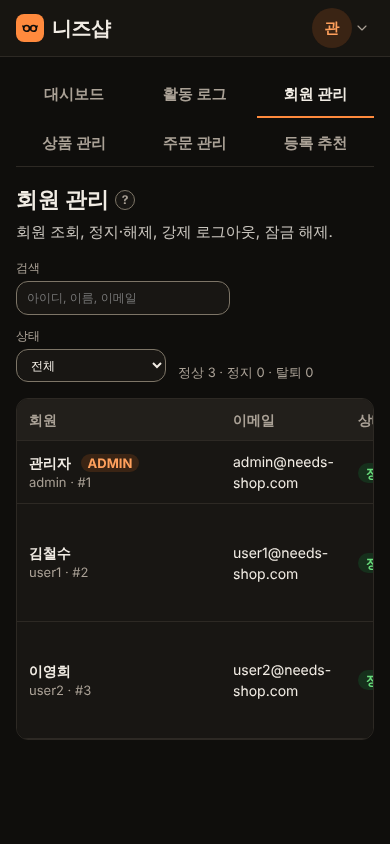 니즈샵
관
대시보드 활동 로그 회원 관리
상품 관리 주문 관리 등록 추천
회원 관리 ?
회원 조회, 정지·해제, 강제 로그아웃, 잠금 해제.
검색
아이디, 이름, 이메일
상태
전체
정상 3 · 정지 0 · 탈퇴 0
회원 이메일
관리자 ADMIN
admin · #1
admin@needs-
shop.com
김철수
user1 · #2
user1@needs-
shop.com
이영희
user2 · #3
user2@needs-
shop.com